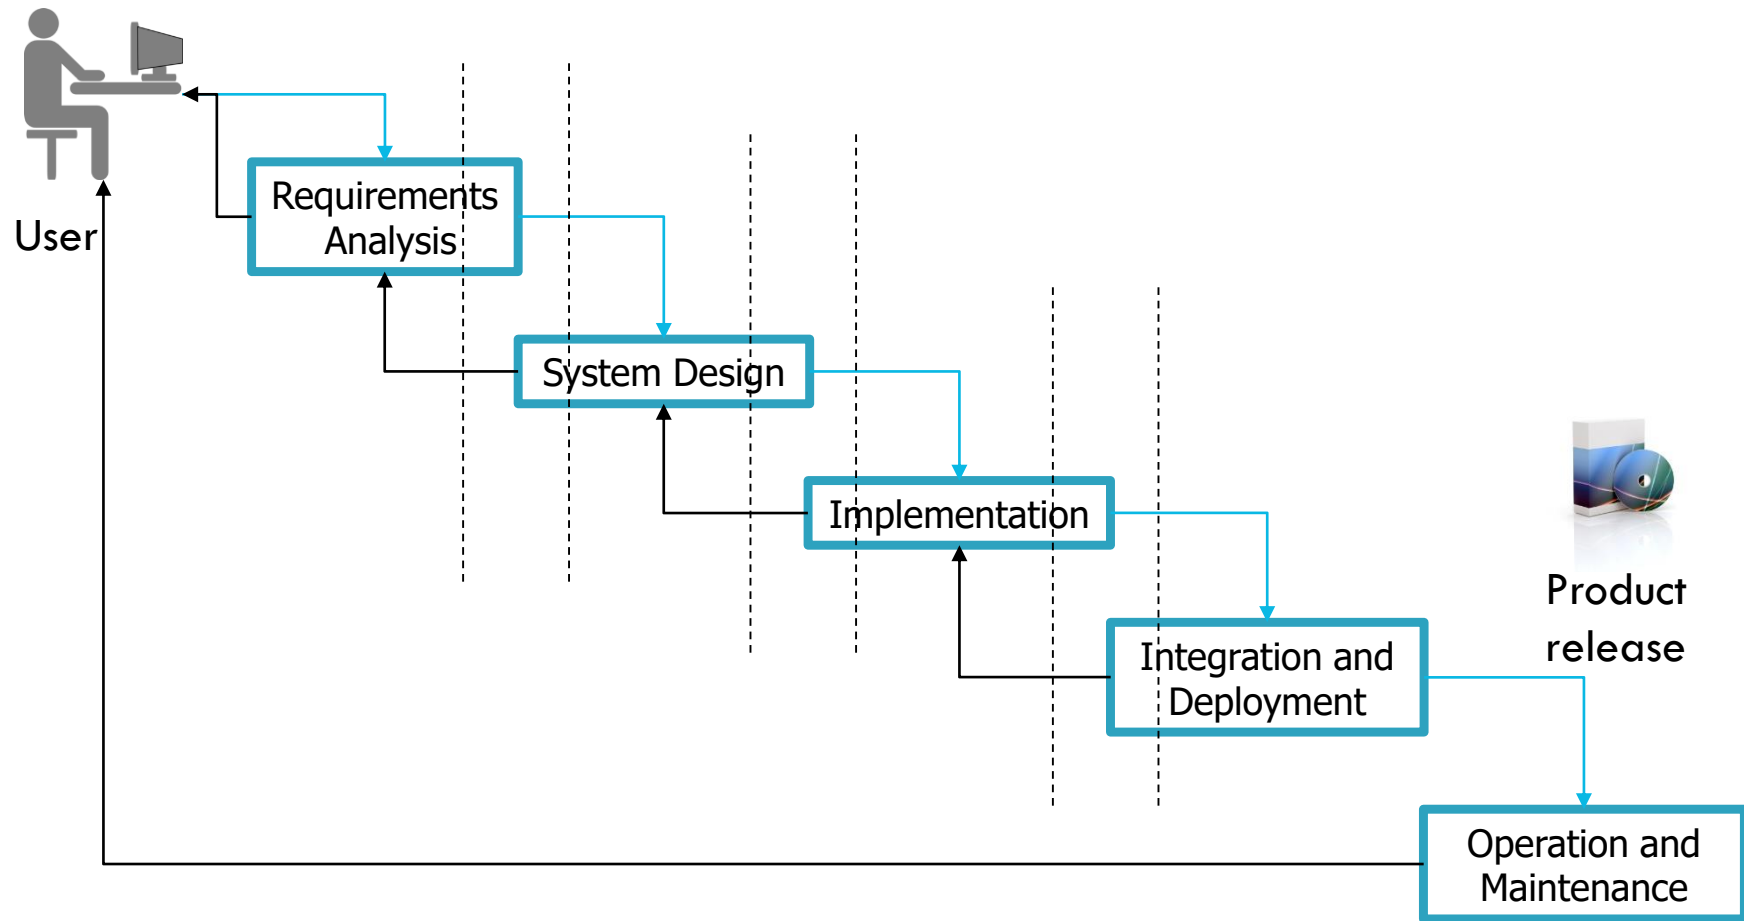 User
Requirements
Analysis
System Design
Implementation
Integration and
Deployment
Product
release
Operation and
Maintenance